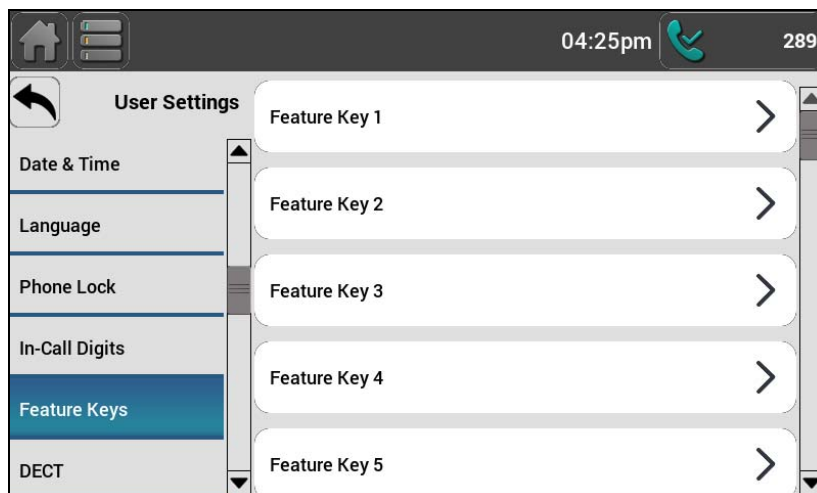 04:25pm
289
User Settings
Date & Time
Language
Phone Lock
In-Call Digits
Feature Keys
DECT
Feature Key 1
Feature Key 2
Feature Key 3
Feature Key 4
Feature Key 5